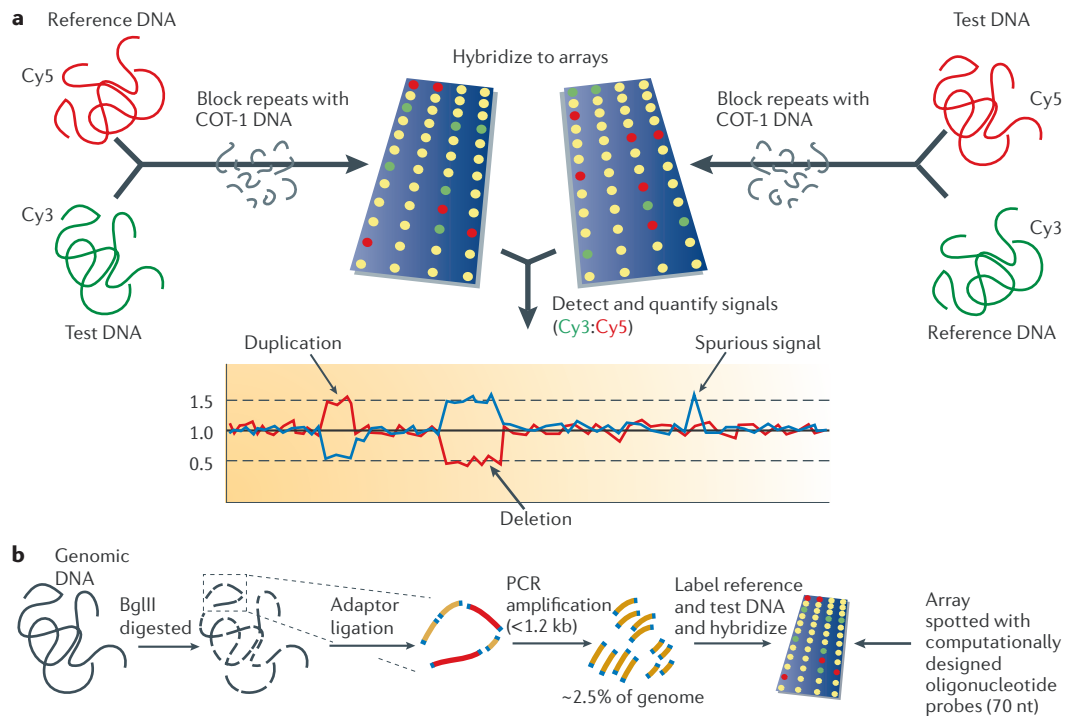 a
Reference DNA
Cy5
Cy3
Test DNA
Block repeats with
COT-1 DNA
Hybridize to arrays
Block repeats with
COT-1 DNA
Test DNA
Cy5
Cy3
Reference DNA
Detect and quantify signals
(Cy3:Cy5)
Duplication
Spurious signal
1.5
1.0
0.5
Deletion
b
Genomic
DNA
BglII
digested
Adaptor
ligation
PCR
amplification
(<1.2 kb)
~2.5% of genome
Label reference
and test DNA
and hybridize
Array
spotted with
computationally
designed
oligonucleotide
probes (70 nt)